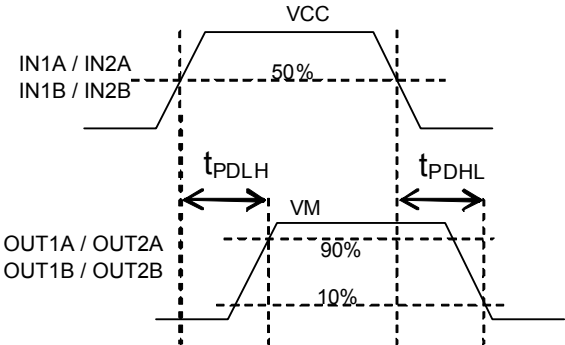 VCC
IN1A / IN2A
IN1B / IN2B
50%
tPDLH
tPDHL
VM
OUT1A / OUT2A
OUT1B / OUT2B
90%
10%